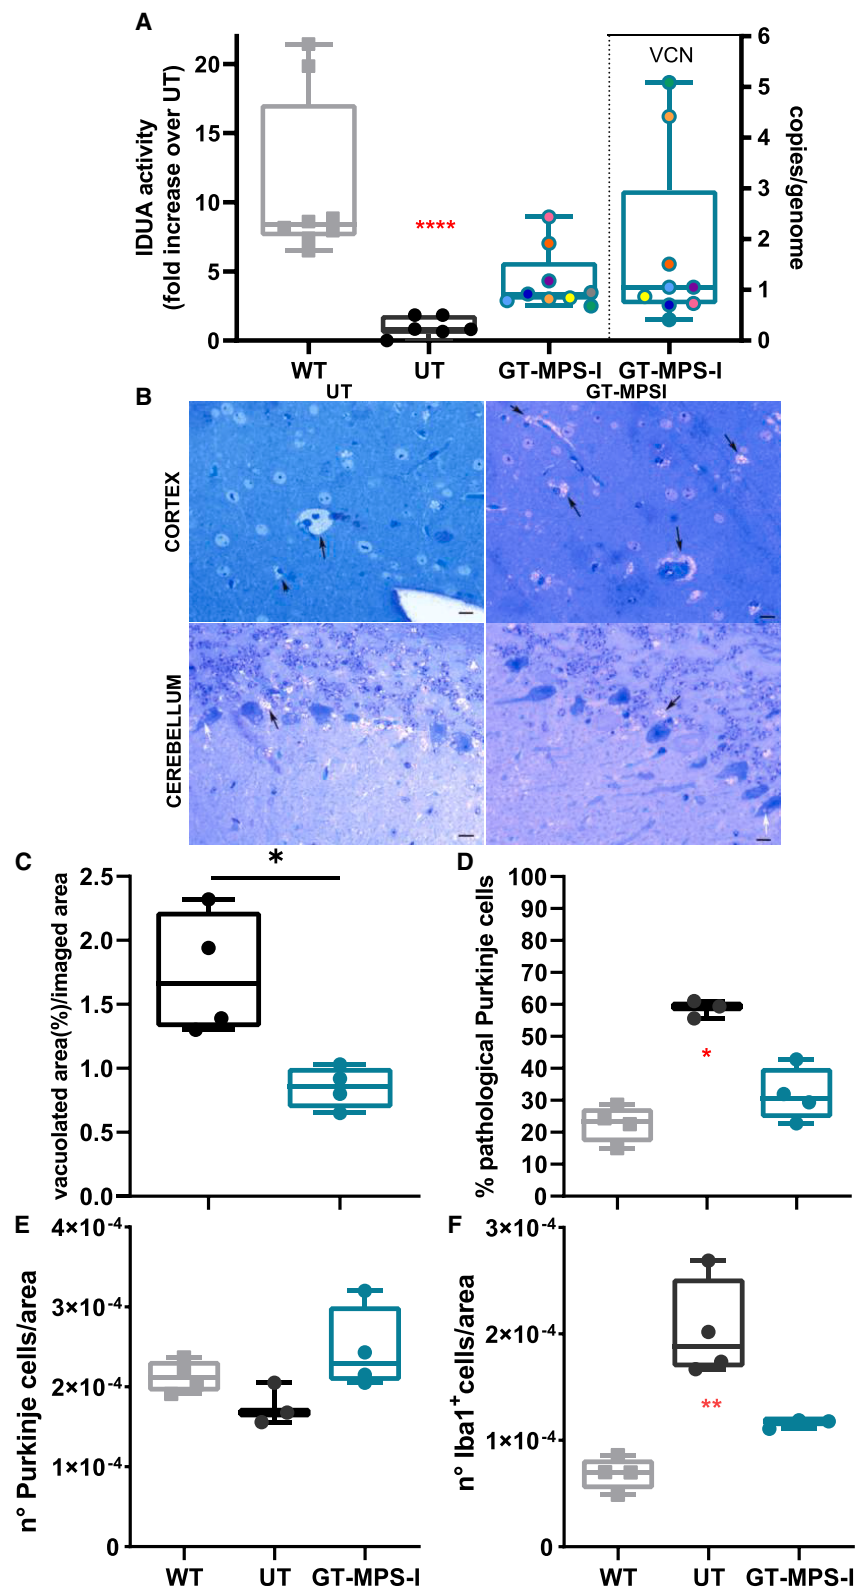 A
IDUA activity
(fold increase over UT)
20
15
10
5
0
****
VCN
6
5
4
3
2
1
0
copies/genome
WT
UT
GT-MPS-I
GT-MPS-I
B
UT
GT-MPSI
CORTEX
CEREBELLUM
C
vacuolated area(%)/imaged area
2.5
2.0
1.5
1.0
0.5
0.0
*
D
% pathological Purkinje cells
100
90
80
70
60
50
40
30
20
10
0
*
E
n° Purkinje cells/area
4×10⁻⁴
3×10⁻⁴
2×10⁻⁴
1×10⁻⁴
0
WT
UT
GT-MPS-I
F
n° Iba1⁺cells/area
3×10⁻⁴
2×10⁻⁴
1×10⁻⁴
0
**
WT
UT
GT-MPS-I